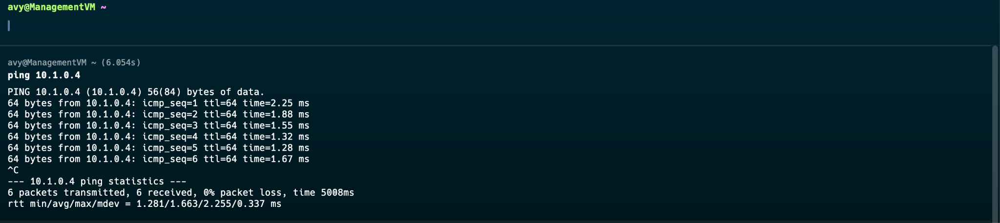 avy@ManagementVM ~
avy@ManagementVM ~ (6.054s)
ping 10.1.0.4
PING 10.1.0.4 (10.1.0.4) 56(84) bytes of data.
64 bytes from 10.1.0.4: icmp_seq=1 ttl=64 time=2.25 ms
64 bytes from 10.1.0.4: icmp_seq=2 ttl=64 time=1.88 ms
64 bytes from 10.1.0.4: icmp_seq=3 ttl=64 time=1.55 ms
64 bytes from 10.1.0.4: icmp_seq=4 ttl=64 time=1.32 ms
64 bytes from 10.1.0.4: icmp_seq=5 ttl=64 time=1.28 ms
64 bytes from 10.1.0.4: icmp_seq=6 ttl=64 time=1.67 ms
^C
--- 10.1.0.4 ping statistics ---
6 packets transmitted, 6 received, 0% packet loss, time 5008ms
rtt min/avg/max/mdev = 1.281/1.663/2.255/0.337 ms